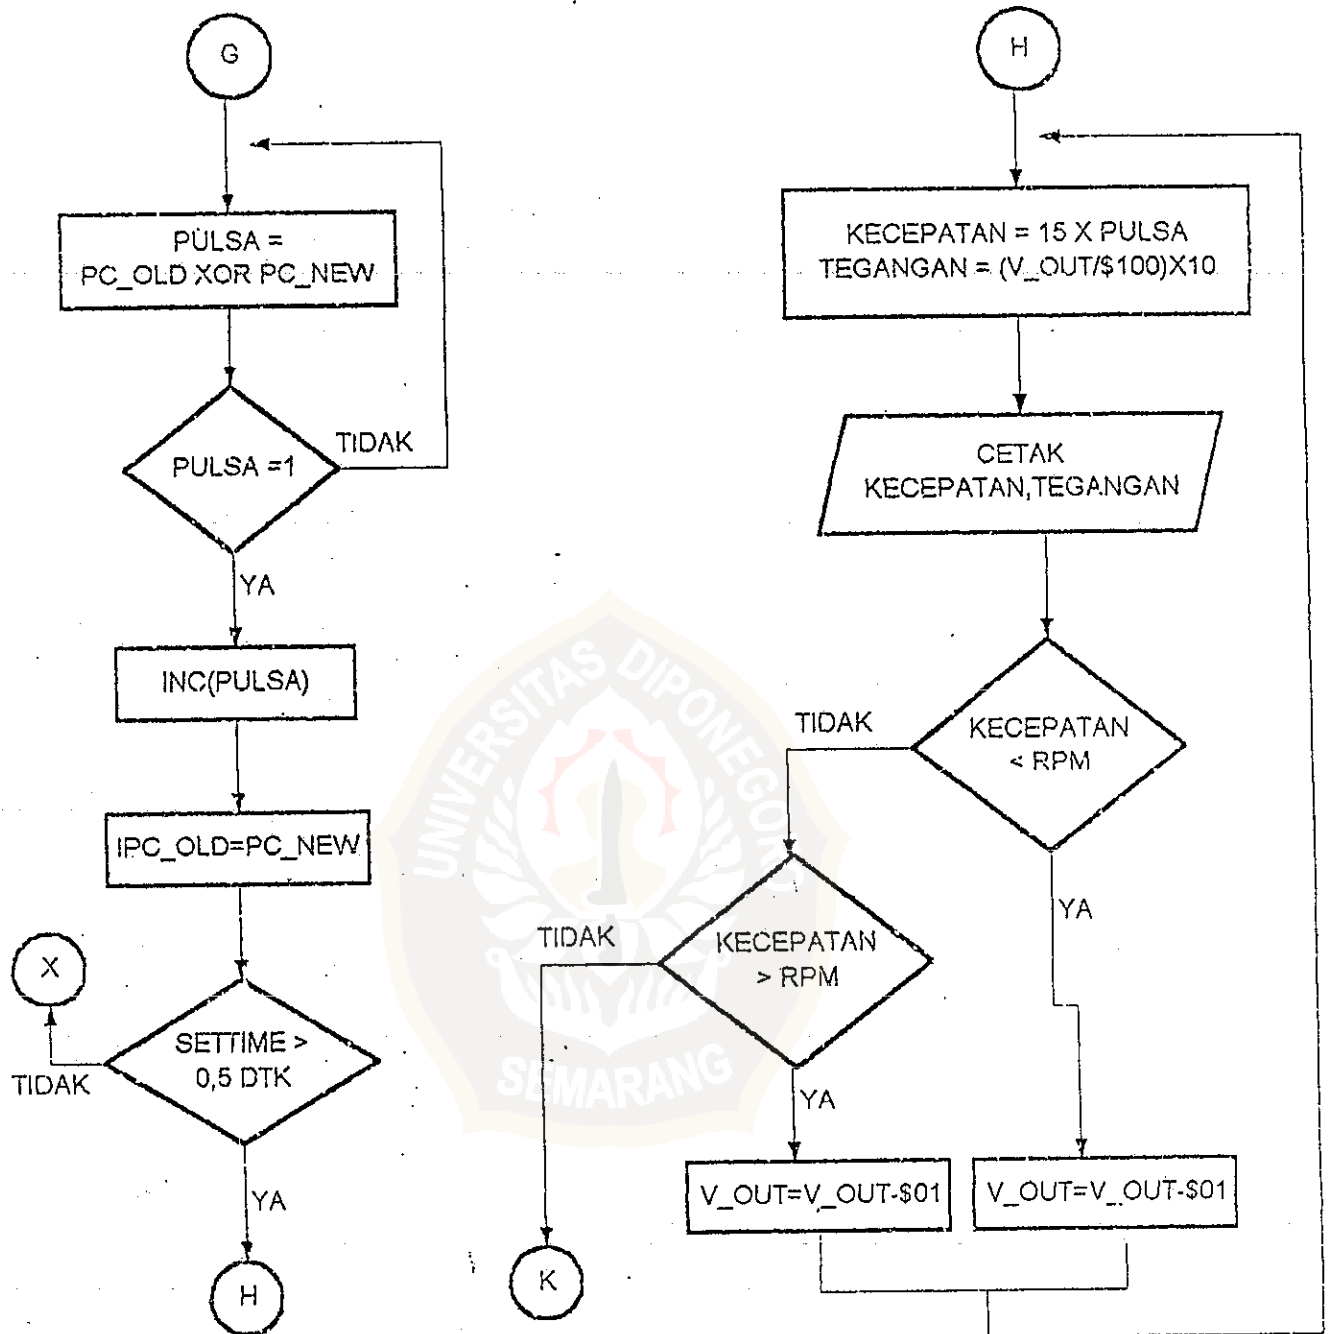 G
PULSA =
PC_OLD XOR PC_NEW
PULSA =1
TIDAK
YA
INC(PULSA)
IPC_OLD=PC_NEW
X
SETTIME >
0,5 DTK
TIDAK
YA
H
H
KECEPATAN = 15 X PULSA
TEGANGAN = (V_OUT/$100)X10
CETAK
KECEPATAN,TEGANGAN
KECEPATAN
< RPM
TIDAK
YA
KECEPATAN
> RPM
TIDAK
YA
V_OUT=V_OUT-$01
V_OUT=V_OUT-$01
K
UNIVERSITAS DIPONEGORO
SEMARANG